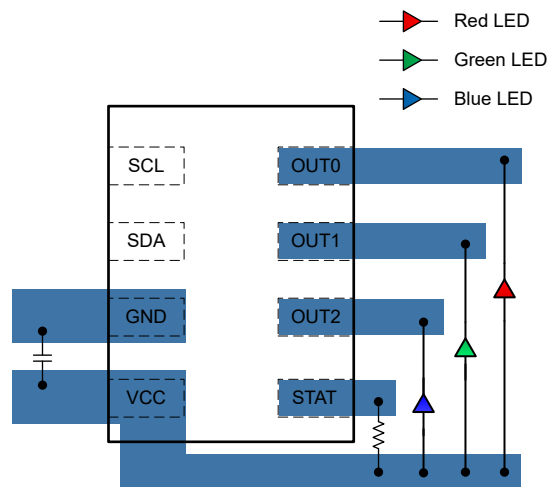 Red LED
Green LED
Blue LED
SCL
OUT0
SDA
OUT1
GND
OUT2
VCC
STAT